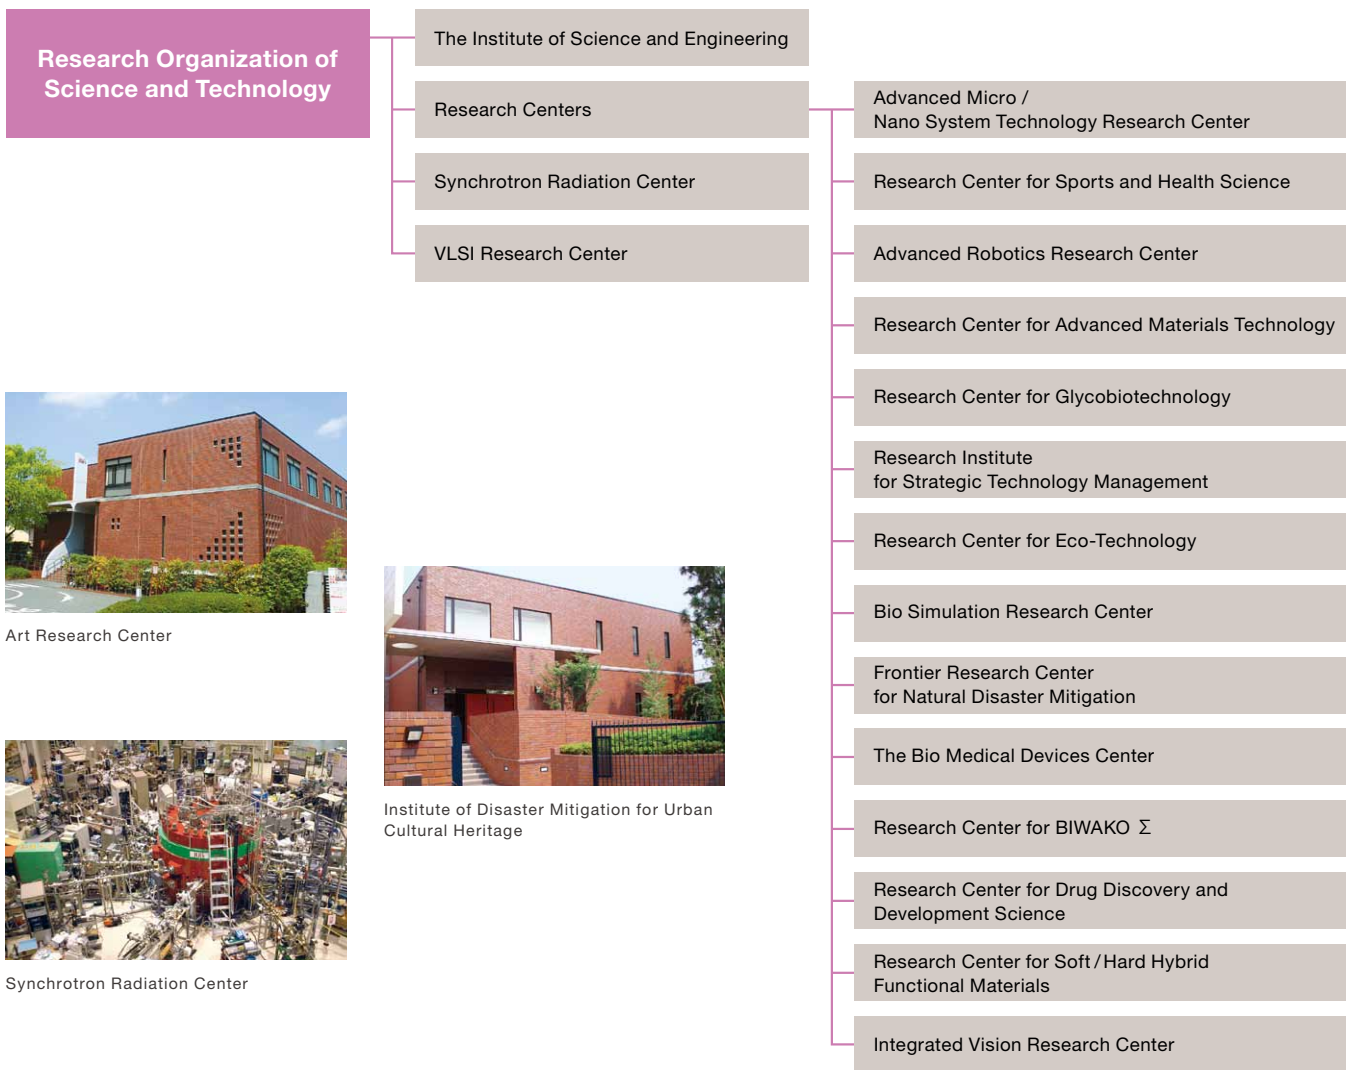 Research Organization of
Science and Technology
The Institute of Science and Engineering
Research Centers
Synchrotron Radiation Center
VLSI Research Center
Advanced Micro /
Nano System Technology Research Center
Research Center for Sports and Health Science
Advanced Robotics Research Center
Research Center for Advanced Materials Technology
Research Center for Glycobiotechnology
Research Institute
for Strategic Technology Management
Research Center for Eco-Technology
Bio Simulation Research Center
Frontier Research Center
for Natural Disaster Mitigation
The Bio Medical Devices Center
Research Center for BIWAKO Σ
Research Center for Drug Discovery and
Development Science
Research Center for Soft / Hard Hybrid
Functional Materials
Integrated Vision Research Center
Art Research Center
Institute of Disaster Mitigation for Urban
Cultural Heritage
Synchrotron Radiation Center